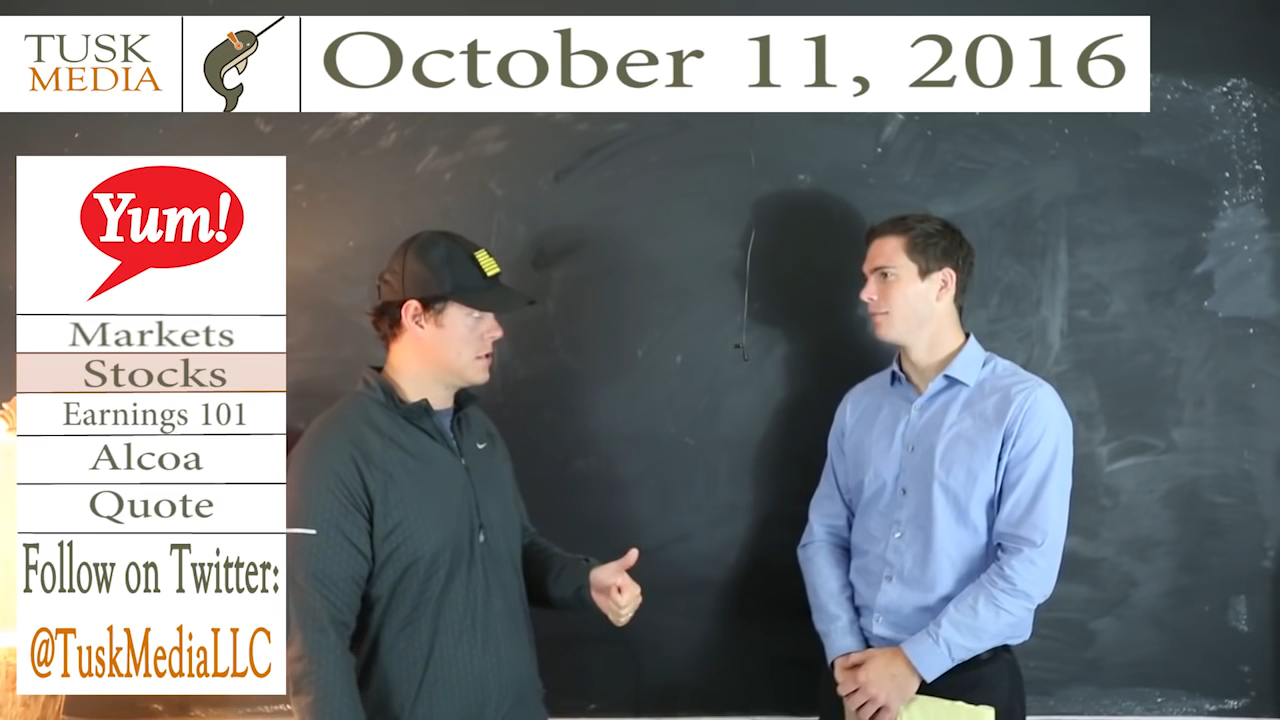 TUSK
MEDIA
October 11, 2016
Yum!
Markets
Stocks
Earnings 101
Alcoa
Quote
Follow on Twitter:
@TuskMediaLLC